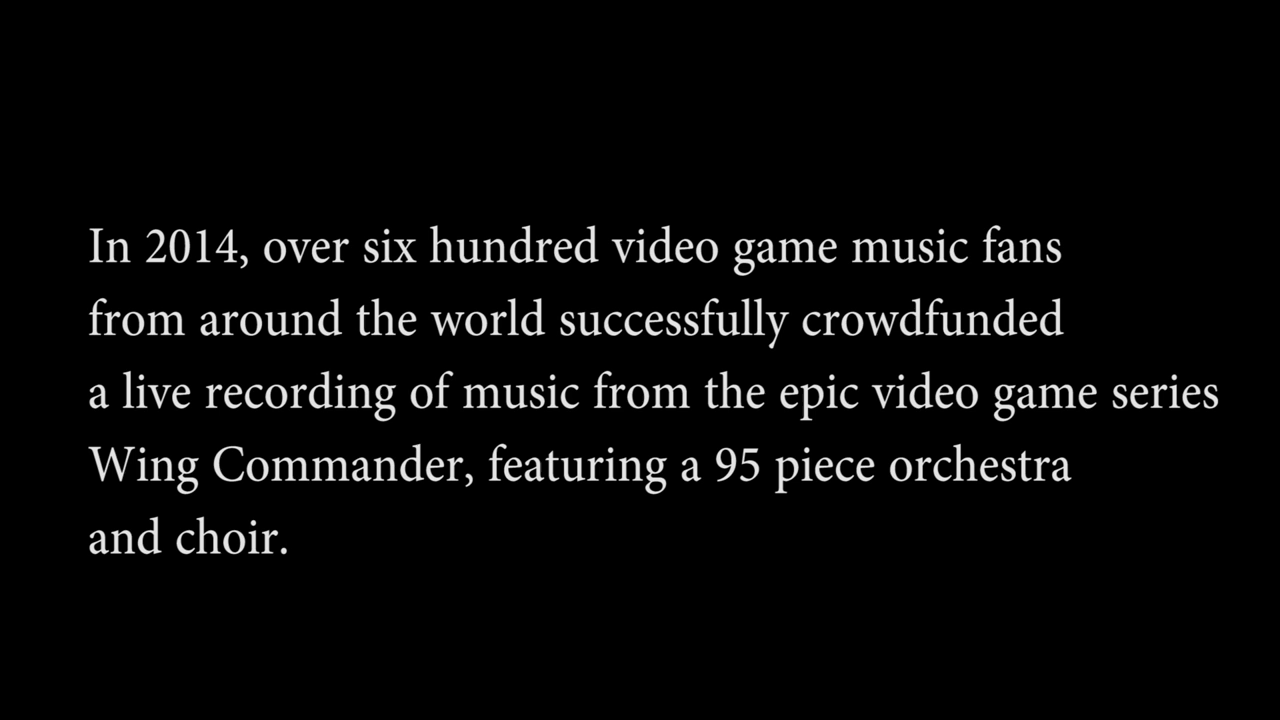 In 2014, over six hundred video game music fans
from around the world successfully crowdfunded
a live recording of music from the epic video game series
Wing Commander, featuring a 95 piece orchestra
and choir.